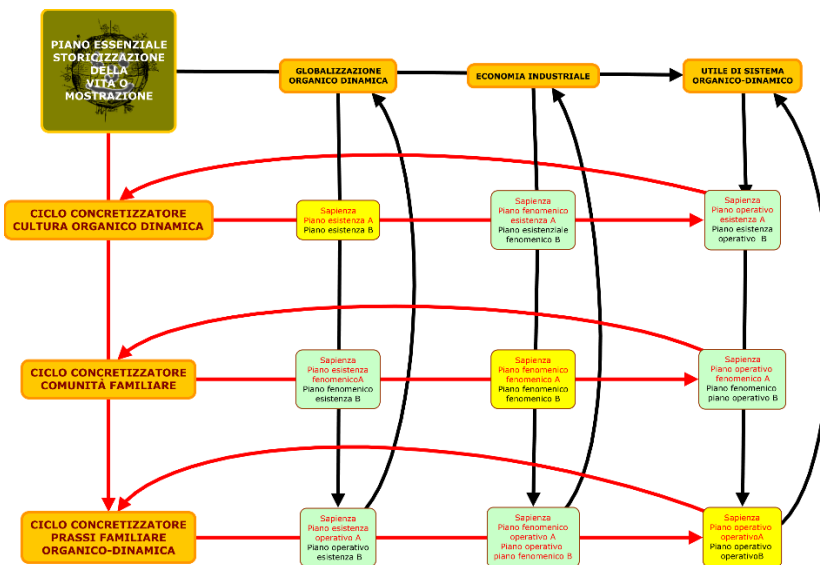 PIANO ESSENZIALE
STORICIZZAZIONE
DELLA
VITA O
MOSTRAZIONE
GLOBALIZZAZIONE
ORGANICO DINAMICA
ECONOMIA INDUSTRIALE
UTILE DI SISTEMA
ORGANICO-DINAMICO
CICLO CONCRETIZZATORE
CULTURA ORGANICO DINAMICA
Sapienza
Piano esistenza A
Piano esistenza B
Sapienza
Piano fenomenico
esistenza A
Piano esistenziale
fenomenico B
Sapienza
Piano operativo
esistenza A
Piano esistenza
operativo B
CICLO CONCRETIZZATORE
COMUNITÀ FAMILIARE
Sapienza
Piano esistenza
fenomenicoA
Piano fenomenico
esistenza B
Sapienza
Piano fenomenico
fenomenico A
Piano fenomenico
fenomenico B
Sapienza
Piano operativo
fenomenico A
Piano fenomenico
piano operativo B
CICLO CONCRETIZZATORE
PRASSI FAMILIARE
ORGANICO-DINAMICA
Sapienza
Piano esistenza
operativo A
Piano operativo
esistenza B
Sapienza
Piano fenomenico
operativo A
Piano operativo
piano fenomenico B
Sapienza
Piano operativo
operativoA
Piano operativo
operativoB